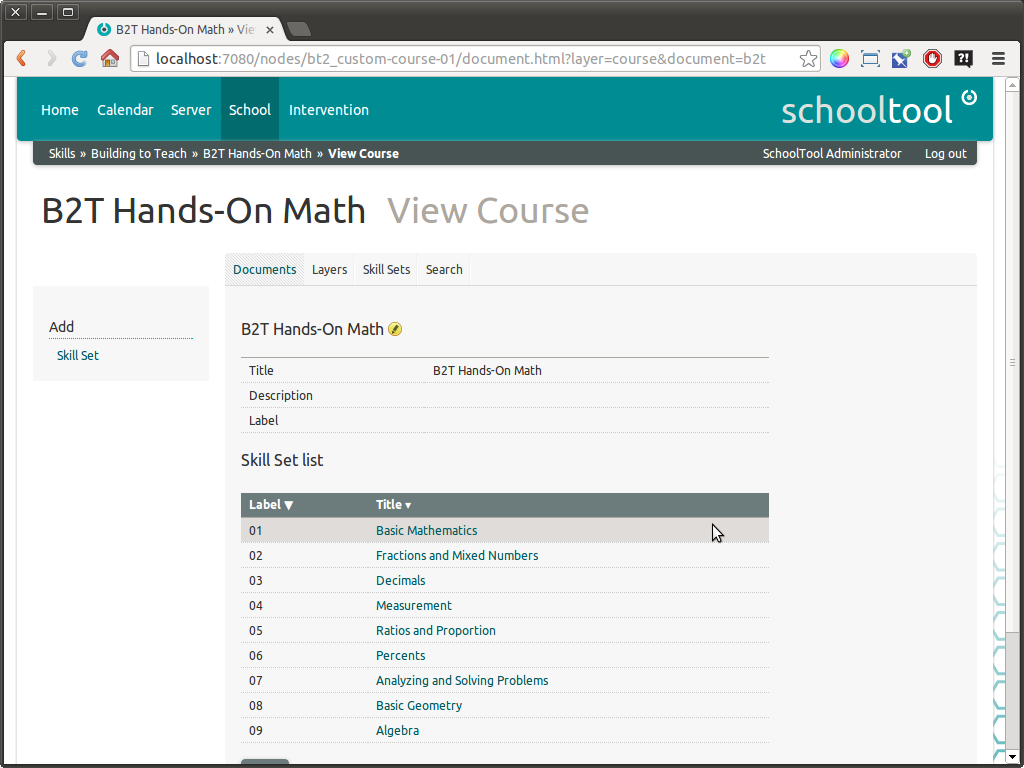 B2T Hands-On Math » Vie
localhost:7080/nodes/bt2_custom-course-01/document.html?layer=course&document=b2t
Home Calendar Server School Intervention
schooltool
Skills » Building to Teach » B2T Hands-On Math » View Course
SchoolTool Administrator Log out
B2T Hands-On Math View Course
Documents Layers Skill Sets Search
Add
Skill Set
B2T Hands-On Math
Title B2T Hands-On Math
Description
Label
Skill Set list
Label ▼ Title ▾
01 Basic Mathematics
02 Fractions and Mixed Numbers
03 Decimals
04 Measurement
05 Ratios and Proportion
06 Percents
07 Analyzing and Solving Problems
08 Basic Geometry
09 Algebra